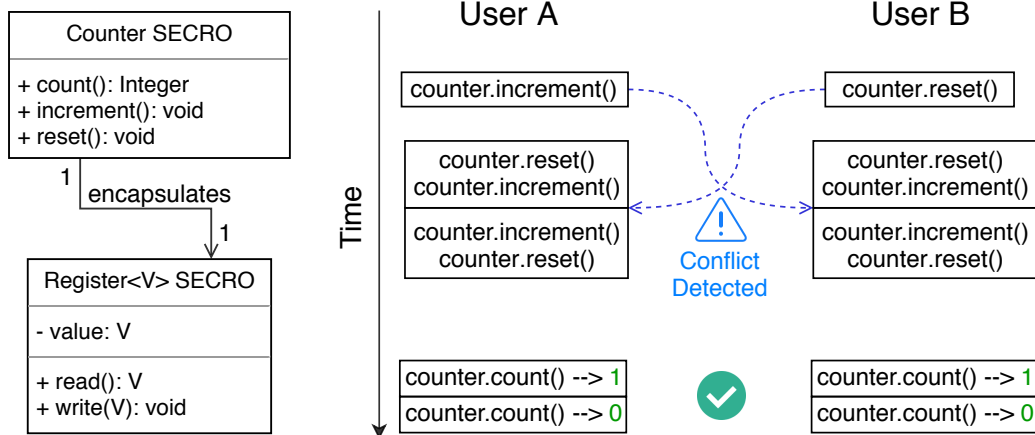 Counter SECRO
+ count(): Integer
+ increment(): void
+ reset(): void
1
encapsulates
1
Register<V> SECRO
- value: V
+ read(): V
+ write(V): void
Time
User A
User B
counter.increment()
counter.reset()
counter.reset()
counter.increment()
counter.increment()
counter.reset()
Conflict
Detected
counter.reset()
counter.increment()
counter.increment()
counter.reset()
counter.count() --> 1
counter.count() --> 0
counter.count() --> 1
counter.count() --> 0